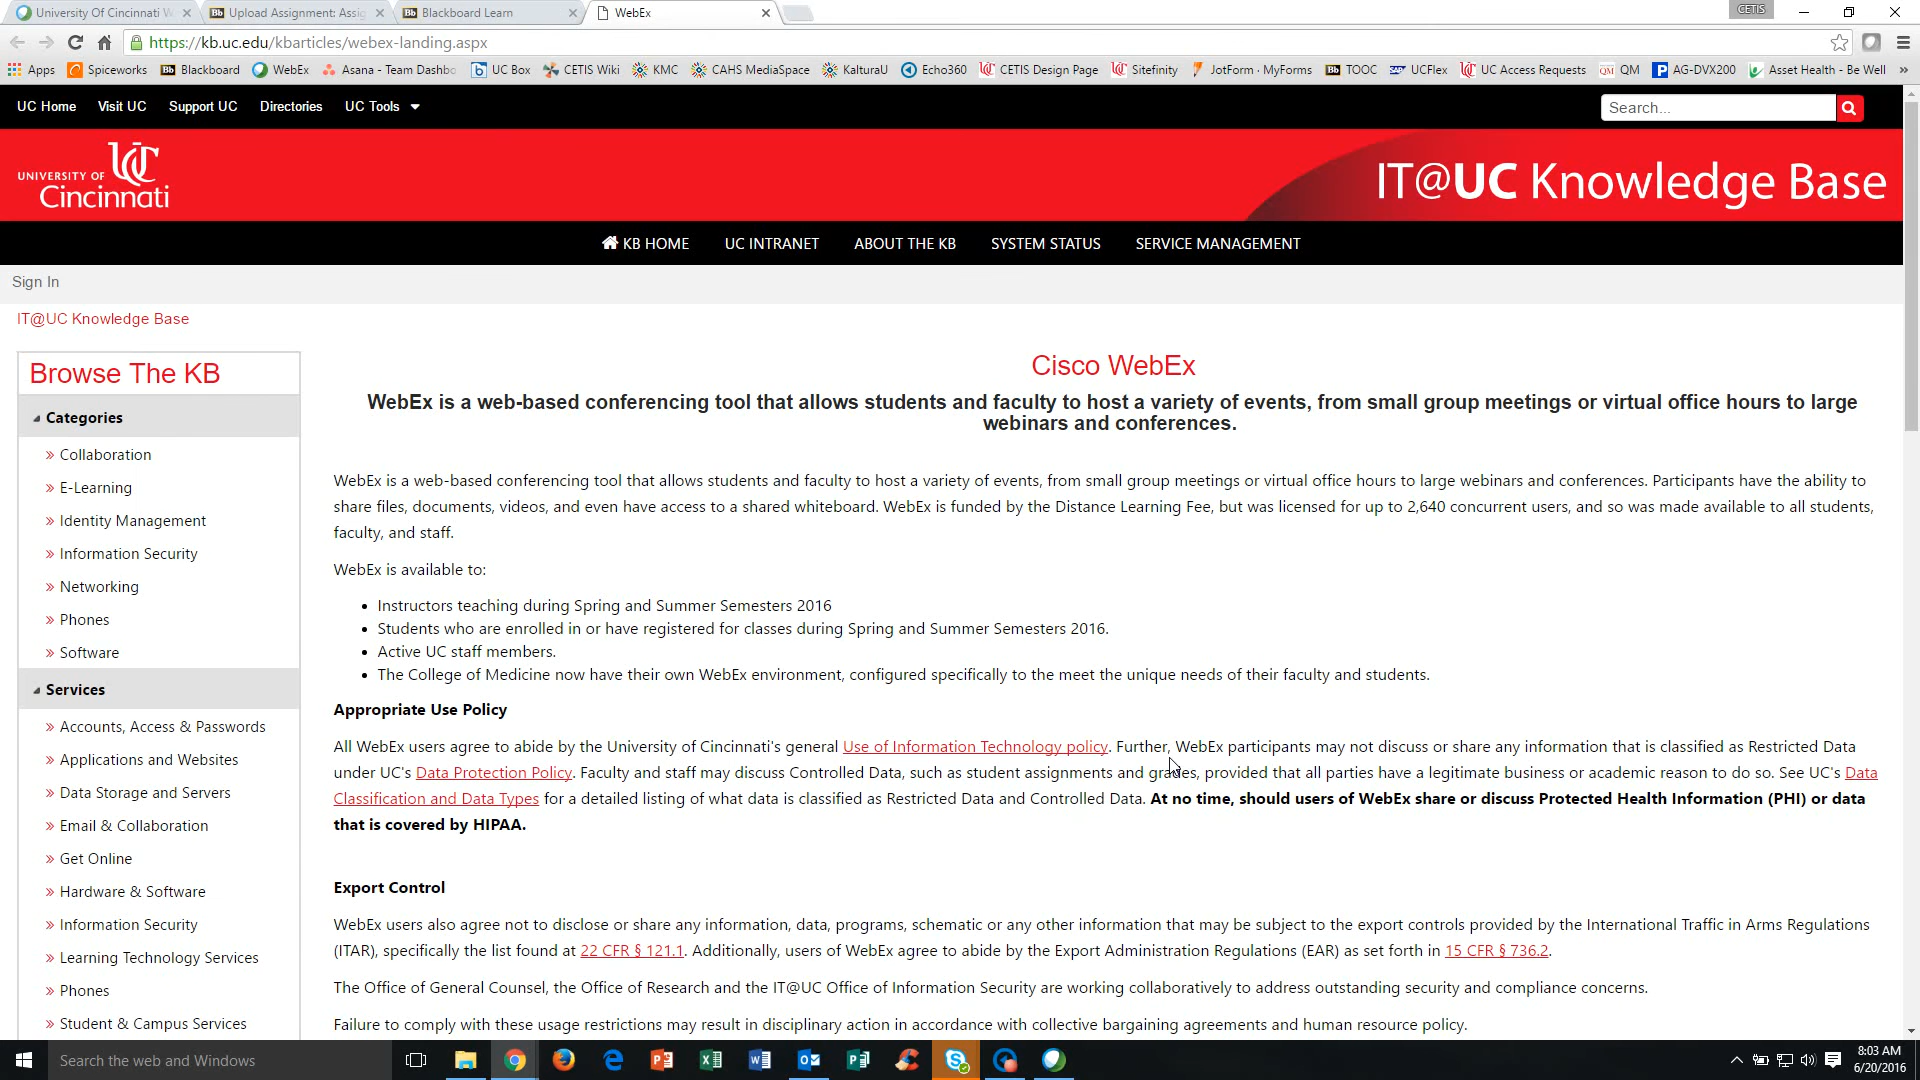 University Of Cincinnati W
Upload Assignment: Assig
Blackboard Learn
WebEx
CETIS
https://kb.uc.edu/kbarticles/webex-landing.aspx
Apps Spiceworks Blackboard WebEx Asana - Team Dashbo UC Box CETIS Wiki KMC CAHS MediaSpace KalturaU Echo360 CETIS Design Page Sitefinity JotForm · MyForms TOOC UCFlex UC Access Requests QM AG-DVX200 Asset Health - Be Well
UC Home Visit UC Support UC Directories UC Tools
Search...
UNIVERSITY OF
Cincinnati
IT@UC Knowledge Base
KB HOME UC INTRANET ABOUT THE KB SYSTEM STATUS SERVICE MANAGEMENT
Sign In
IT@UC Knowledge Base
Browse The KB
Categories
Collaboration
E-Learning
Identity Management
Information Security
Networking
Phones
Software
Services
Accounts, Access & Passwords
Applications and Websites
Data Storage and Servers
Email & Collaboration
Get Online
Hardware & Software
Information Security
Learning Technology Services
Phones
Student & Campus Services
Cisco WebEx
WebEx is a web-based conferencing tool that allows students and faculty to host a variety of events, from small group meetings or virtual office hours to large
webinars and conferences.
WebEx is a web-based conferencing tool that allows students and faculty to host a variety of events, from small group meetings or virtual office hours to large webinars and conferences. Participants have the ability to
share files, documents, videos, and even have access to a shared whiteboard. WebEx is funded by the Distance Learning Fee, but was licensed for up to 2,640 concurrent users, and so was made available to all students,
faculty, and staff.
WebEx is available to:
• Instructors teaching during Spring and Summer Semesters 2016
• Students who are enrolled in or have registered for classes during Spring and Summer Semesters 2016.
• Active UC staff members.
• The College of Medicine now have their own WebEx environment, configured specifically to the meet the unique needs of their faculty and students.
Appropriate Use Policy
All WebEx users agree to abide by the University of Cincinnati's general Use of Information Technology policy. Further, WebEx participants may not discuss or share any information that is classified as Restricted Data
under UC's Data Protection Policy. Faculty and staff may discuss Controlled Data, such as student assignments and grades, provided that all parties have a legitimate business or academic reason to do so. See UC's Data
Classification and Data Types for a detailed listing of what data is classified as Restricted Data and Controlled Data. At no time, should users of WebEx share or discuss Protected Health Information (PHI) or data
that is covered by HIPAA.
Export Control
WebEx users also agree not to disclose or share any information, data, programs, schematic or any other information that may be subject to the export controls provided by the International Traffic in Arms Regulations
(ITAR), specifically the list found at 22 CFR § 121.1. Additionally, users of WebEx agree to abide by the Export Administration Regulations (EAR) as set forth in 15 CFR § 736.2.
The Office of General Counsel, the Office of Research and the IT@UC Office of Information Security are working collaboratively to address outstanding security and compliance concerns.
Failure to comply with these usage restrictions may result in disciplinary action in accordance with collective bargaining agreements and human resource policy.
Search the web and Windows
8:03 AM
6/20/2016